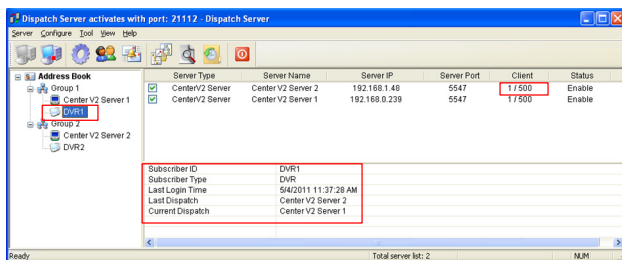 Dispatch Server activates with port: 21112 - Dispatch Server
Server Configure Tool View Help
Address Book
Group 1
Center V2 Server 1
DVR1
Group 2
Center V2 Server 2
DVR2
Server Type Server Name Server IP Server Port Client Status
CenterV2 Server Center V2 Server 2 192.168.1.48 5547 1 / 500 Enable
CenterV2 Server Center V2 Server 1 192.168.0.239 5547 1 / 500 Enable
Subscriber ID DVR1
Subscriber Type DVR
Last Login Time 5/4/2011 11:37:28 AM
Last Dispatch Center V2 Server 2
Current Dispatch Center V2 Server 1
Ready Total server list: 2 NUM